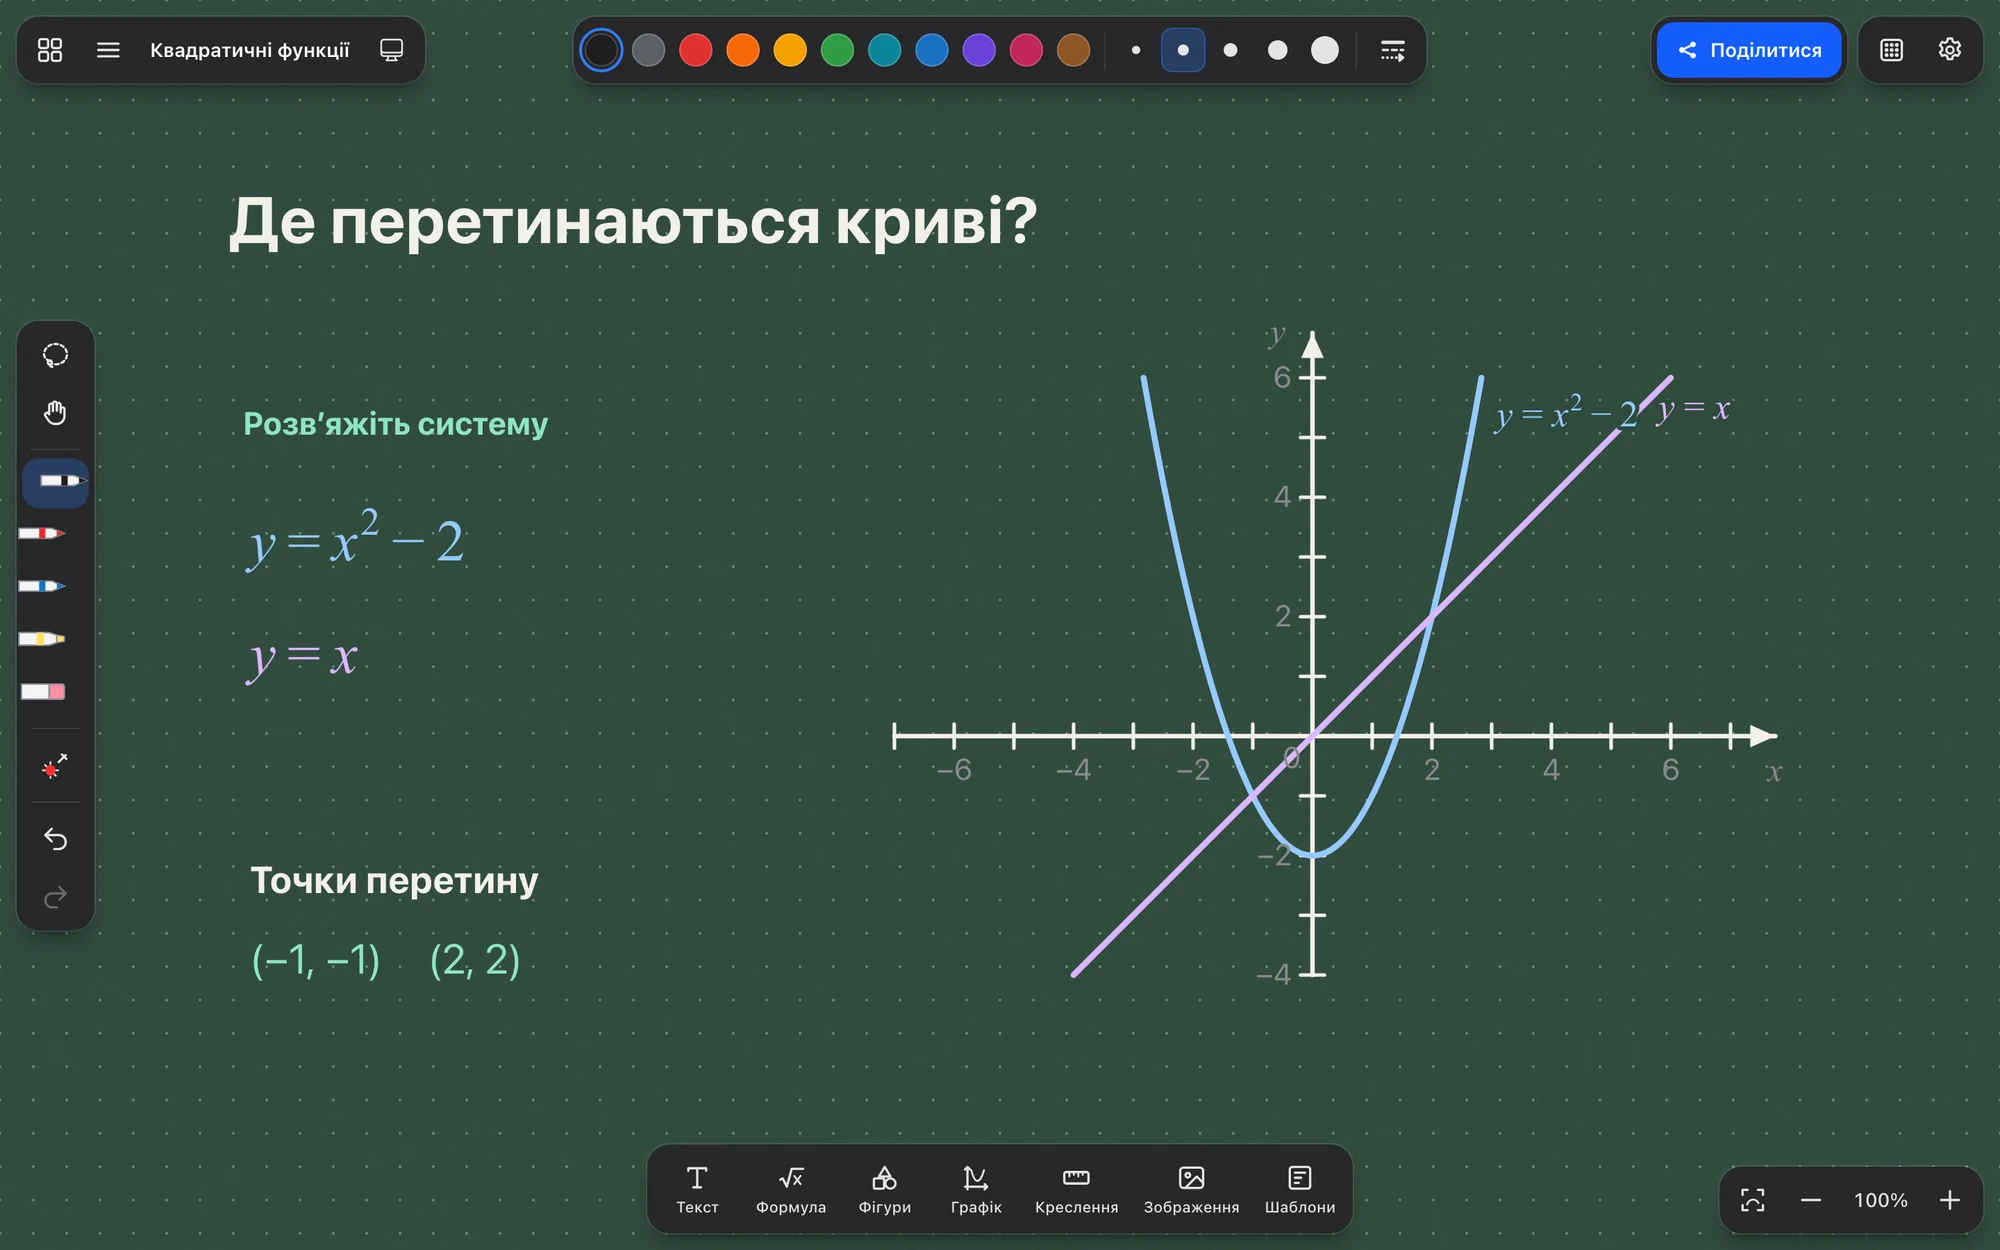 Квадратичні функції
Поділитися
Де перетинаються криві?
Розв’яжіть систему
y = x² − 2
y = x
Точки перетину
(−1, −1) (2, 2)
y
6
4
2
0
−2
−4
−6 −4 −2 2 4 6
x
y = x² − 2
y = x
Текст Формула Фігури Графік Креслення Зображення Шаблони
100%